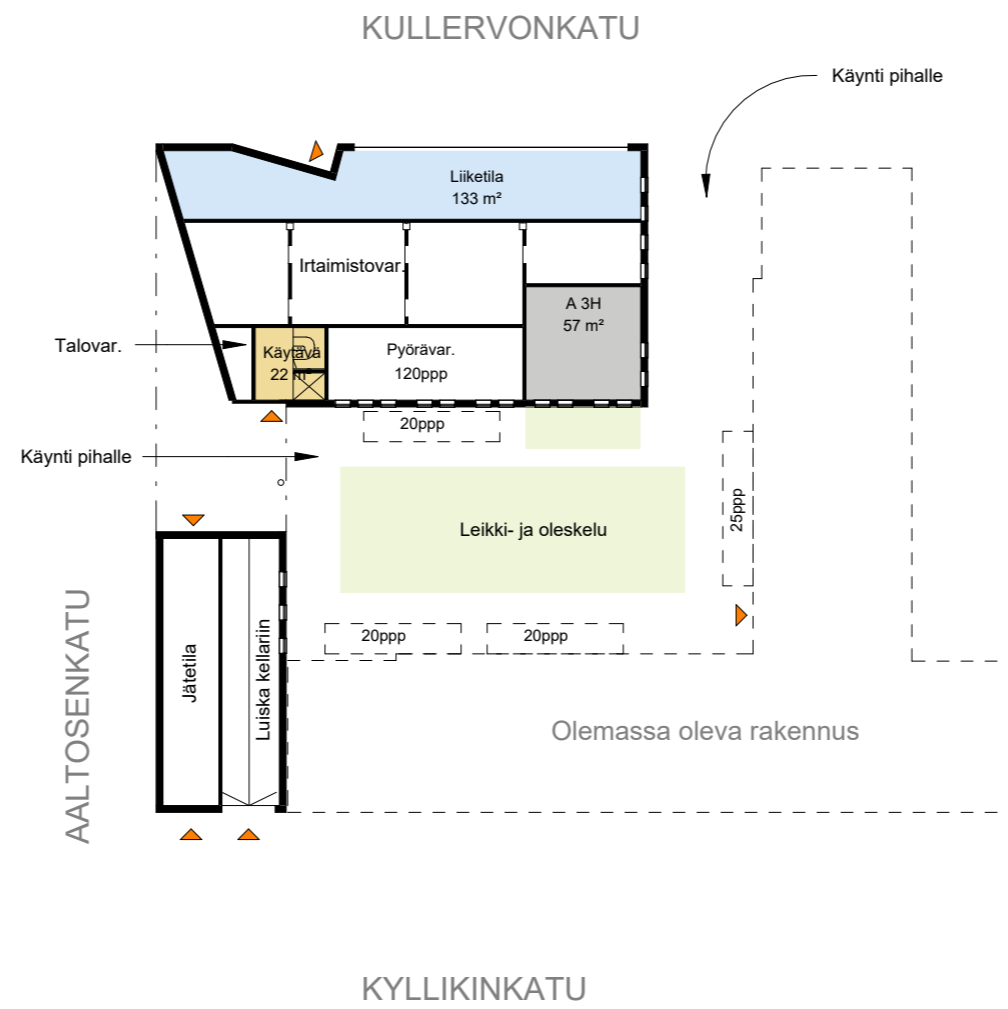 KULLERVONKATU
Käynti pihalle
Liiketila
133 m²
Irtaimistovar.
A 3H
57 m²
Talovar.
Käytävä
22 m²
Pyörävar.
120ppp
20ppp
Käynti pihalle
25ppp
Leikki- ja oleskelu
20ppp
20ppp
AALTOSENKATU
Jätetila
Luiska kellariin
Olemassa oleva rakennus
KYLLIKINKATU